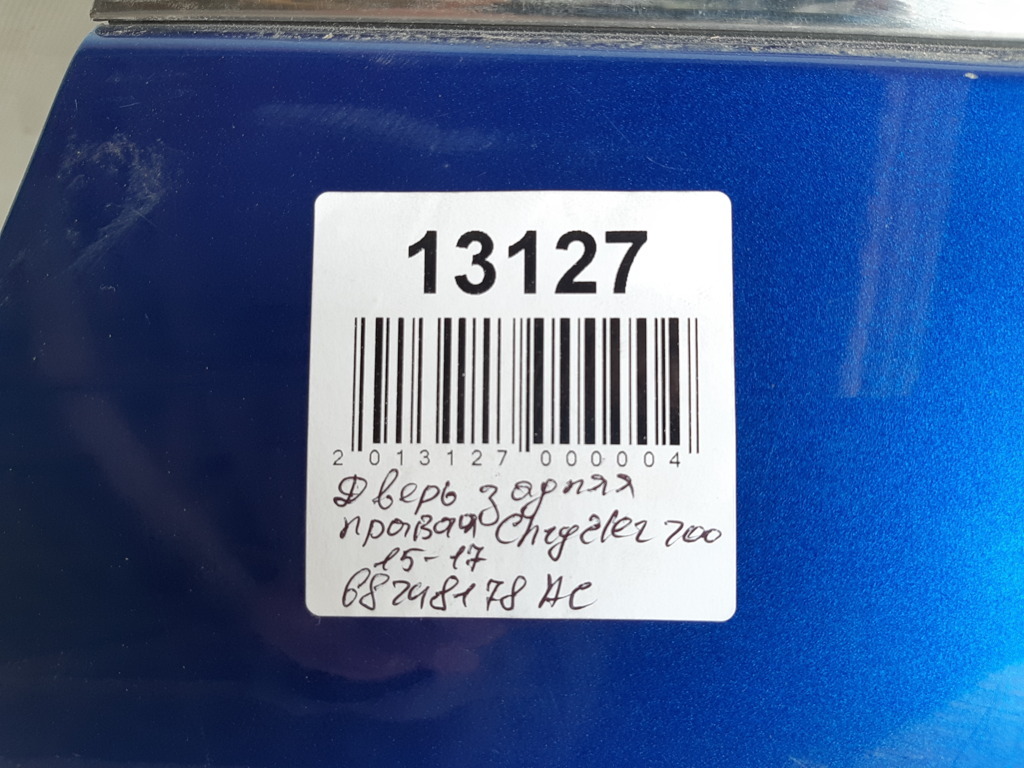 13127
2 013127 000004
Дверь задняя
правая Chrysler 200
15-17
68248178 AC